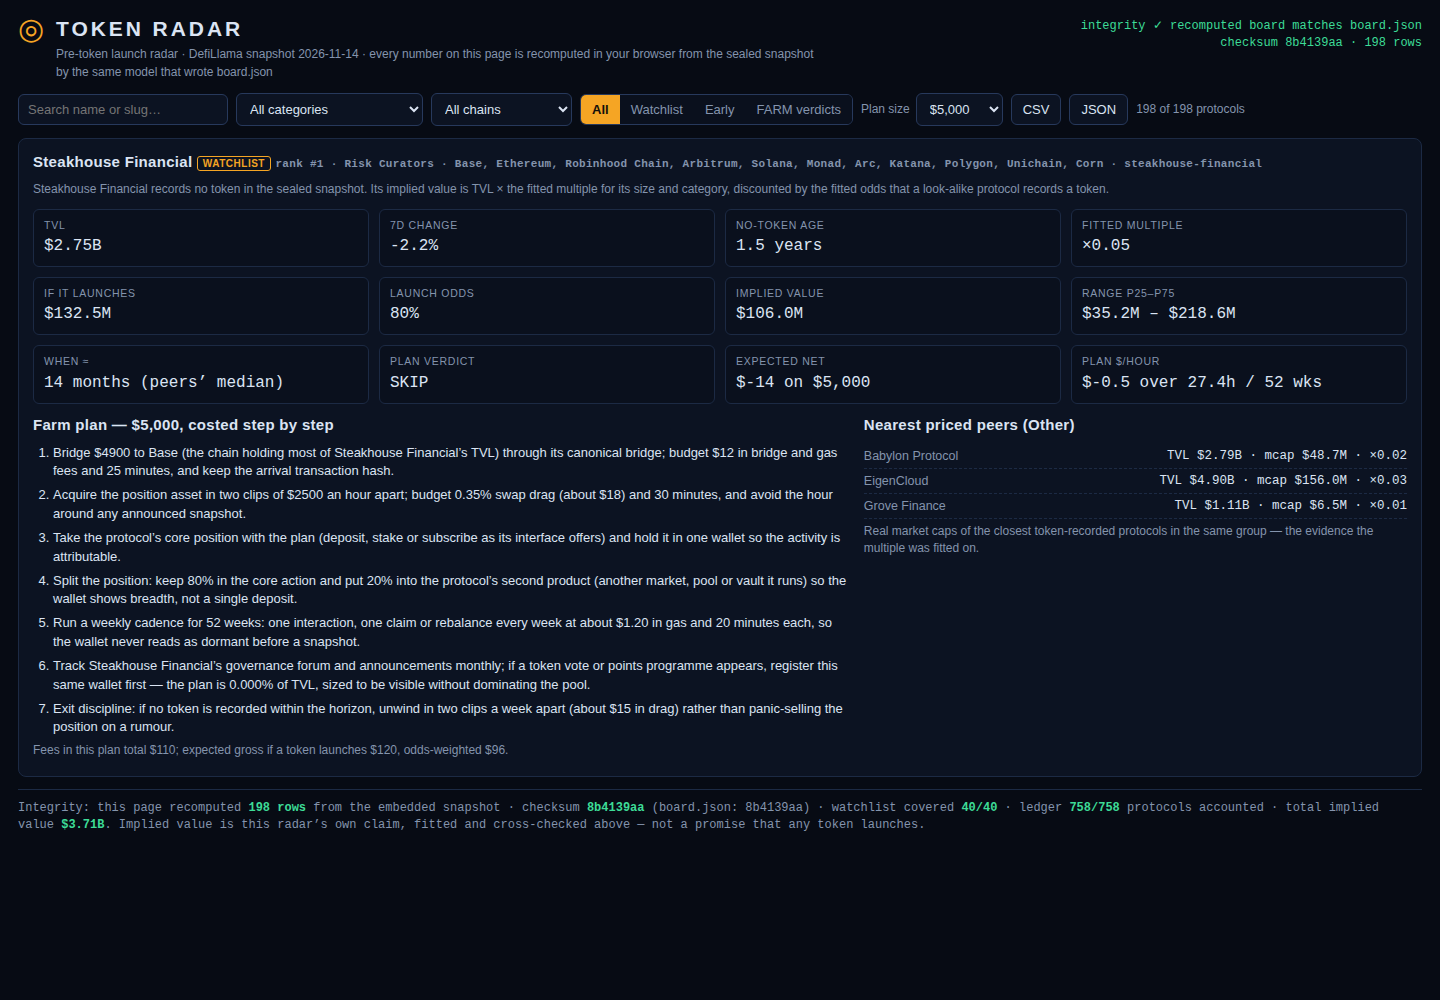 TOKEN RADAR
Pre-token launch radar · DefiLlama snapshot 2026-11-14 · every number on this page is recomputed in your browser from the sealed snapshot
by the same model that wrote board.json
integrity ✓ recomputed board matches board.json
checksum 8b4139aa · 198 rows
Search name or slug…
All categories
All chains
All
Watchlist
Early
FARM verdicts
Plan size
$5,000
CSV
JSON
198 of 198 protocols
Steakhouse Financial WATCHLIST rank #1 · Risk Curators · Base, Ethereum, Robinhood Chain, Arbitrum, Solana, Monad, Arc, Katana, Polygon, Unichain, Corn · steakhouse-financial
Steakhouse Financial records no token in the sealed snapshot. Its implied value is TVL × the fitted multiple for its size and category, discounted by the fitted odds that a look-alike protocol records a token.
TVL
$2.75B
7D CHANGE
-2.2%
NO-TOKEN AGE
1.5 years
FITTED MULTIPLE
×0.05
IF IT LAUNCHES
$132.5M
LAUNCH ODDS
80%
IMPLIED VALUE
$106.0M
RANGE P25–P75
$35.2M – $218.6M
WHEN ≈
14 months (peers’ median)
PLAN VERDICT
SKIP
EXPECTED NET
$-14 on $5,000
PLAN $/HOUR
$-0.5 over 27.4h / 52 wks
Farm plan — $5,000, costed step by step
1. Bridge $4900 to Base (the chain holding most of Steakhouse Financial’s TVL) through its canonical bridge; budget $12 in bridge and gas
fees and 25 minutes, and keep the arrival transaction hash.
2. Acquire the position asset in two clips of $2500 an hour apart; budget 0.35% swap drag (about $18) and 30 minutes, and avoid the hour
around any announced snapshot.
3. Take the protocol’s core position with the plan (deposit, stake or subscribe as its interface offers) and hold it in one wallet so the activity is
attributable.
4. Split the position: keep 80% in the core action and put 20% into the protocol’s second product (another market, pool or vault it runs) so the
wallet shows breadth, not a single deposit.
5. Run a weekly cadence for 52 weeks: one interaction, one claim or rebalance every week at about $1.20 in gas and 20 minutes each, so
the wallet never reads as dormant before a snapshot.
6. Track Steakhouse Financial’s governance forum and announcements monthly; if a token vote or points programme appears, register this
same wallet first — the plan is 0.000% of TVL, sized to be visible without dominating the pool.
7. Exit discipline: if no token is recorded within the horizon, unwind in two clips a week apart (about $15 in drag) rather than panic-selling the
position on a rumour.
Fees in this plan total $110; expected gross if a token launches $120, odds-weighted $96.
Nearest priced peers (Other)
Babylon Protocol TVL $2.79B · mcap $48.7M · ×0.02
EigenCloud TVL $4.90B · mcap $156.0M · ×0.03
Grove Finance TVL $1.11B · mcap $6.5M · ×0.01
Real market caps of the closest token-recorded protocols in the same group — the evidence the
multiple was fitted on.
Integrity: this page recomputed 198 rows from the embedded snapshot · checksum 8b4139aa (board.json: 8b4139aa) · watchlist covered 40/40 · ledger 758/758 protocols accounted · total implied
value $3.71B. Implied value is this radar’s own claim, fitted and cross-checked above — not a promise that any token launches.